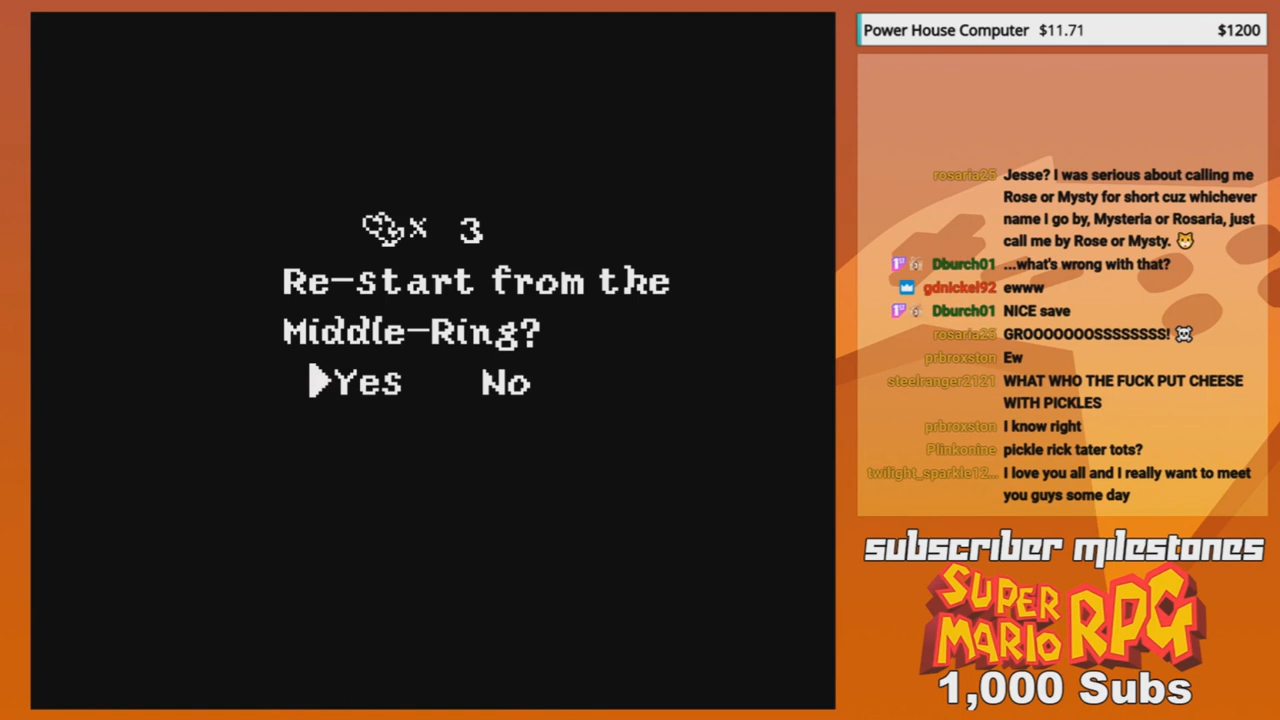 × 3
Re-start from the
Middle-Ring?
Yes No
Power House Computer $11.71 $1200
rosaria25 Jesse? I was serious about calling me
Rose or Mysty for short cuz whichever
name I go by, Mysteria or Rosaria, just
call me by Rose or Mysty.
Dburch01 ...what's wrong with that?
gdnickel92 ewww
Dburch01 NICE save
rosaria25 GROOOOOOOSSSSSSSS!
prbroxston Ew
steelranger2121 WHAT WHO THE FUCK PUT CHEESE
WITH PICKLES
prbroxston I know right
Plinkonine pickle rick tater tots?
twilight_sparkle12... I love you all and I really want to meet
you guys some day
subscriber milestones
SUPER
MARIO RPG
1,000 Subs